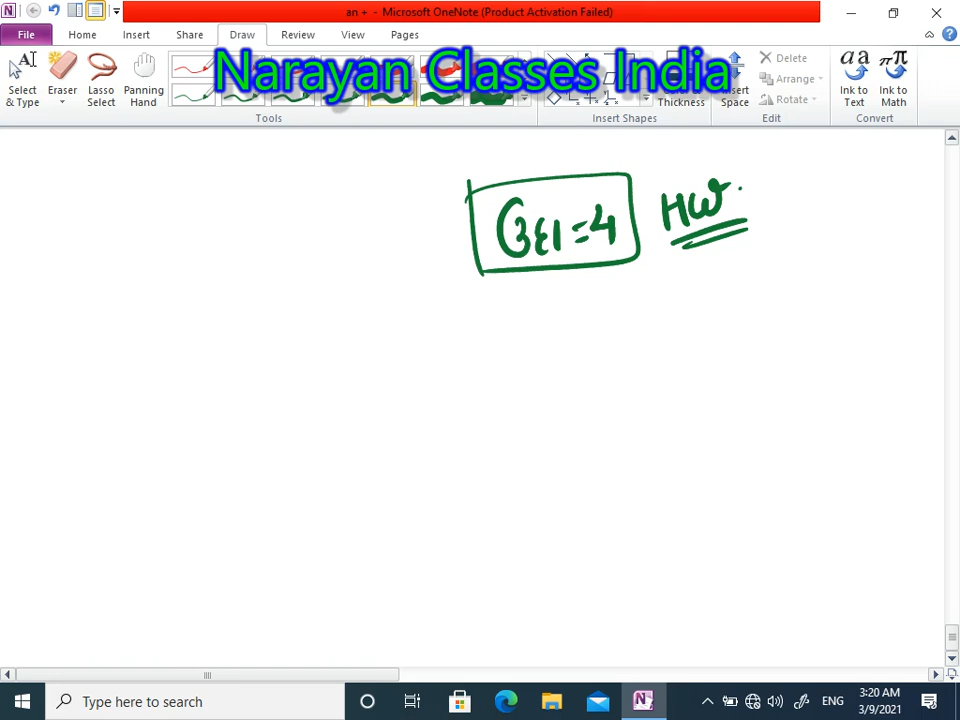 an + - Microsoft OneNote (Product Activation Failed)
File Home Insert Share Draw Review View Pages
Narayan Classes India
Select & Type
Eraser
Lasso Select
Panning Hand
Thickness
Insert Space
Delete
Arrange
Rotate
Ink to Text
Ink to Math
Tools Insert Shapes Edit Convert
=4 HW
Type here to search
ENG
3:20 AM
3/9/2021